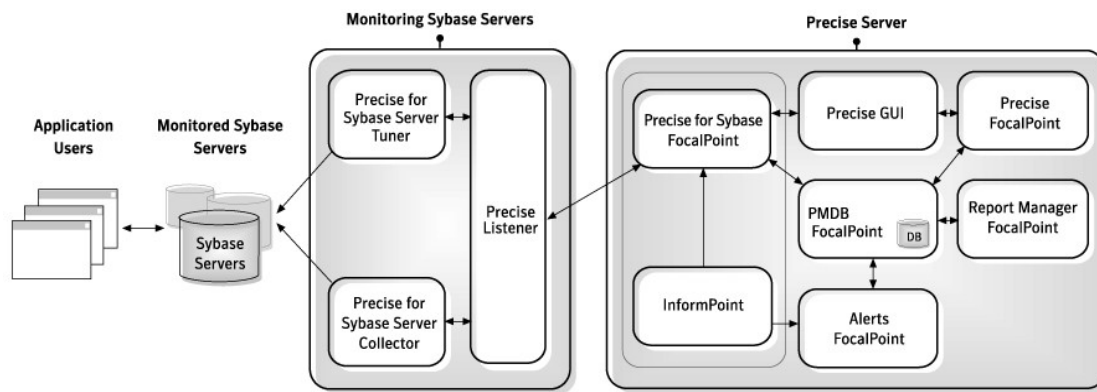 Monitoring Sybase Servers
Precise Server
Application
Users
Monitored Sybase
Servers
Sybase
Servers
Precise for
Sybase Server
Tuner
Precise
Listener
Precise for
Sybase Server
Collector
Precise for Sybase
FocalPoint
Precise GUI
Precise
FocalPoint
PMDB
FocalPoint
DB
Report Manager
FocalPoint
InformPoint
Alerts
FocalPoint